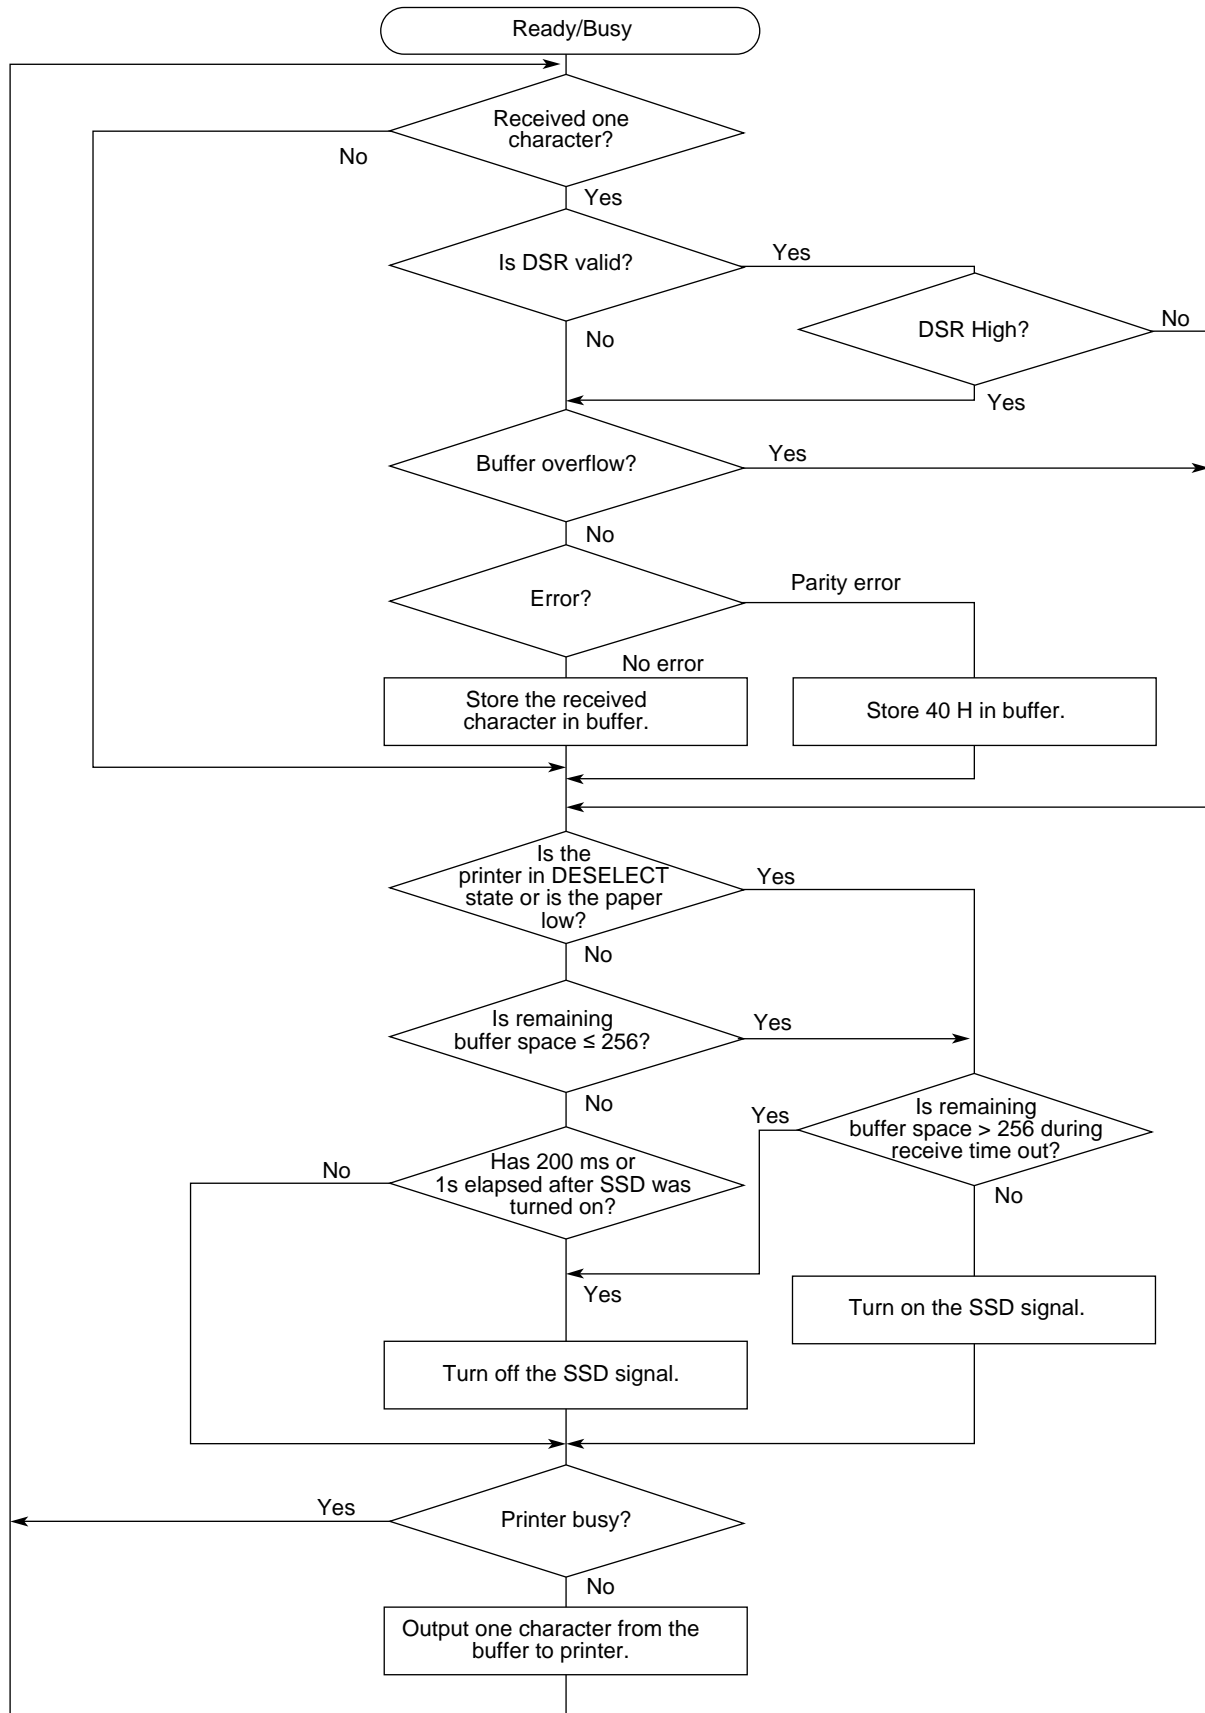 Ready/Busy
Received one
character?
No
Yes
Is DSR valid?
Yes
DSR High?
No
No
Yes
Buffer overflow?
Yes
No
Error?
Parity error
No error
Store the received
character in buffer.
Store 40 H in buffer.
Is the
printer in DESELECT
state or is the paper
low?
Yes
No
Is remaining
buffer space ≤ 256?
Yes
No
Yes
Is remaining
buffer space > 256 during
receive time out?
No
Has 200 ms or
1s elapsed after SSD was
turned on?
No
Yes
Turn on the SSD signal.
Turn off the SSD signal.
Yes
Printer busy?
No
Output one character from the
buffer to printer.